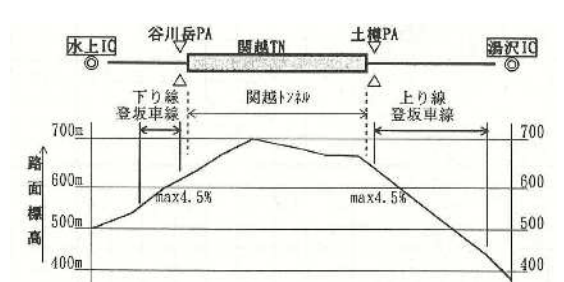 谷川岳PA
土樽PA
水上IC
関越TN
湯沢IC
下り線
登坂車線
関越トンネル
上り線
登坂車線
路面標高
700m
600m
500m
400m
700
600
500
400
max4.5%
max4.5%